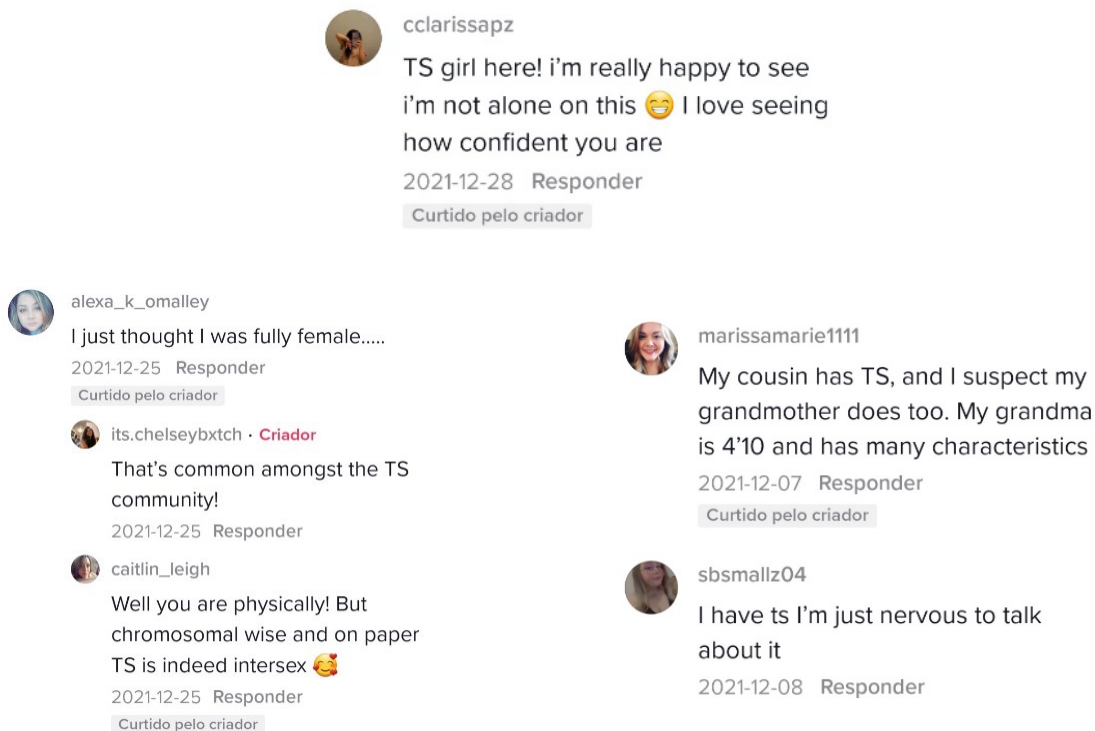 cclarissapz
TS girl here! i'm really happy to see
i'm not alone on this 😁 I love seeing
how confident you are
2021-12-28 Responder
Curtido pelo criador
alexa_k_omalley
I just thought I was fully female.....
2021-12-25 Responder
Curtido pelo criador
its.chelseybxtch · Criador
That's common amongst the TS
community!
2021-12-25 Responder
caitlin_leigh
Well you are physically! But
chromosomal wise and on paper
TS is indeed intersex 🥰
2021-12-25 Responder
Curtido pelo criador
marissamarie1111
My cousin has TS, and I suspect my
grandmother does too. My grandma
is 4'10 and has many characteristics
2021-12-07 Responder
Curtido pelo criador
sbsmallz04
I have ts I'm just nervous to talk
about it
2021-12-08 Responder